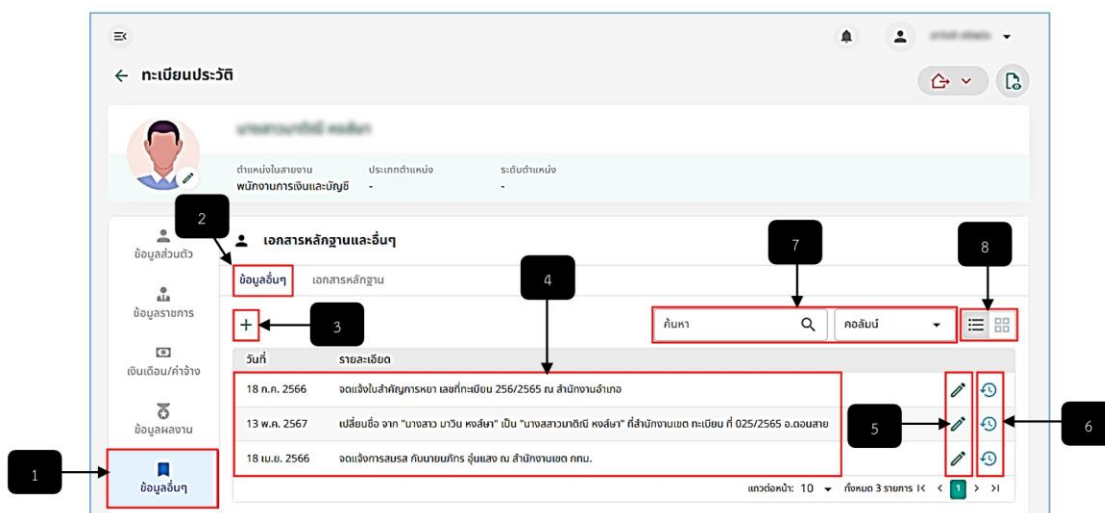 ทะเบียนประวัติ
ตำแหน่งในสายงาน ประเภทตำแหน่ง ระดับตำแหน่ง
พนักงานการเงินและบัญชี - -
2
ข้อมูลส่วนตัว
เอกสารหลักฐานและอื่นๆ
7
8
ข้อมูลอื่นๆ เอกสารหลักฐาน
4
ข้อมูลราชการ
3
ค้นหา คอลัมน์
เงินเดือน/ค่าจ้าง
วันที่ รายละเอียด
18 ก.ค. 2566 จดแจ้งใบสำคัญการหยา เลขที่ทะเบียน 256/2565 ณ สำนักงานอำเภอ
ข้อมูลผลงาน
13 พ.ค. 2567 เปลี่ยนชื่อ จาก "นางสาว มาวิน หงส์ษา" เป็น "นางสสาวมาติณี หงส์ษา" ที่สำนักงานเขต ทะเบียน ที่ 025/2565 อ.ดอนสาย
5
6
1
ข้อมูลอื่นๆ
18 เม.ย. 2566 จดแจ้งการสมรส กับนายนภัทร อุ่นแสง ณ สำนักงานเขต กทม.
แถวต่อหน้า: 10 ทั้งหมด 3 รายการ 1